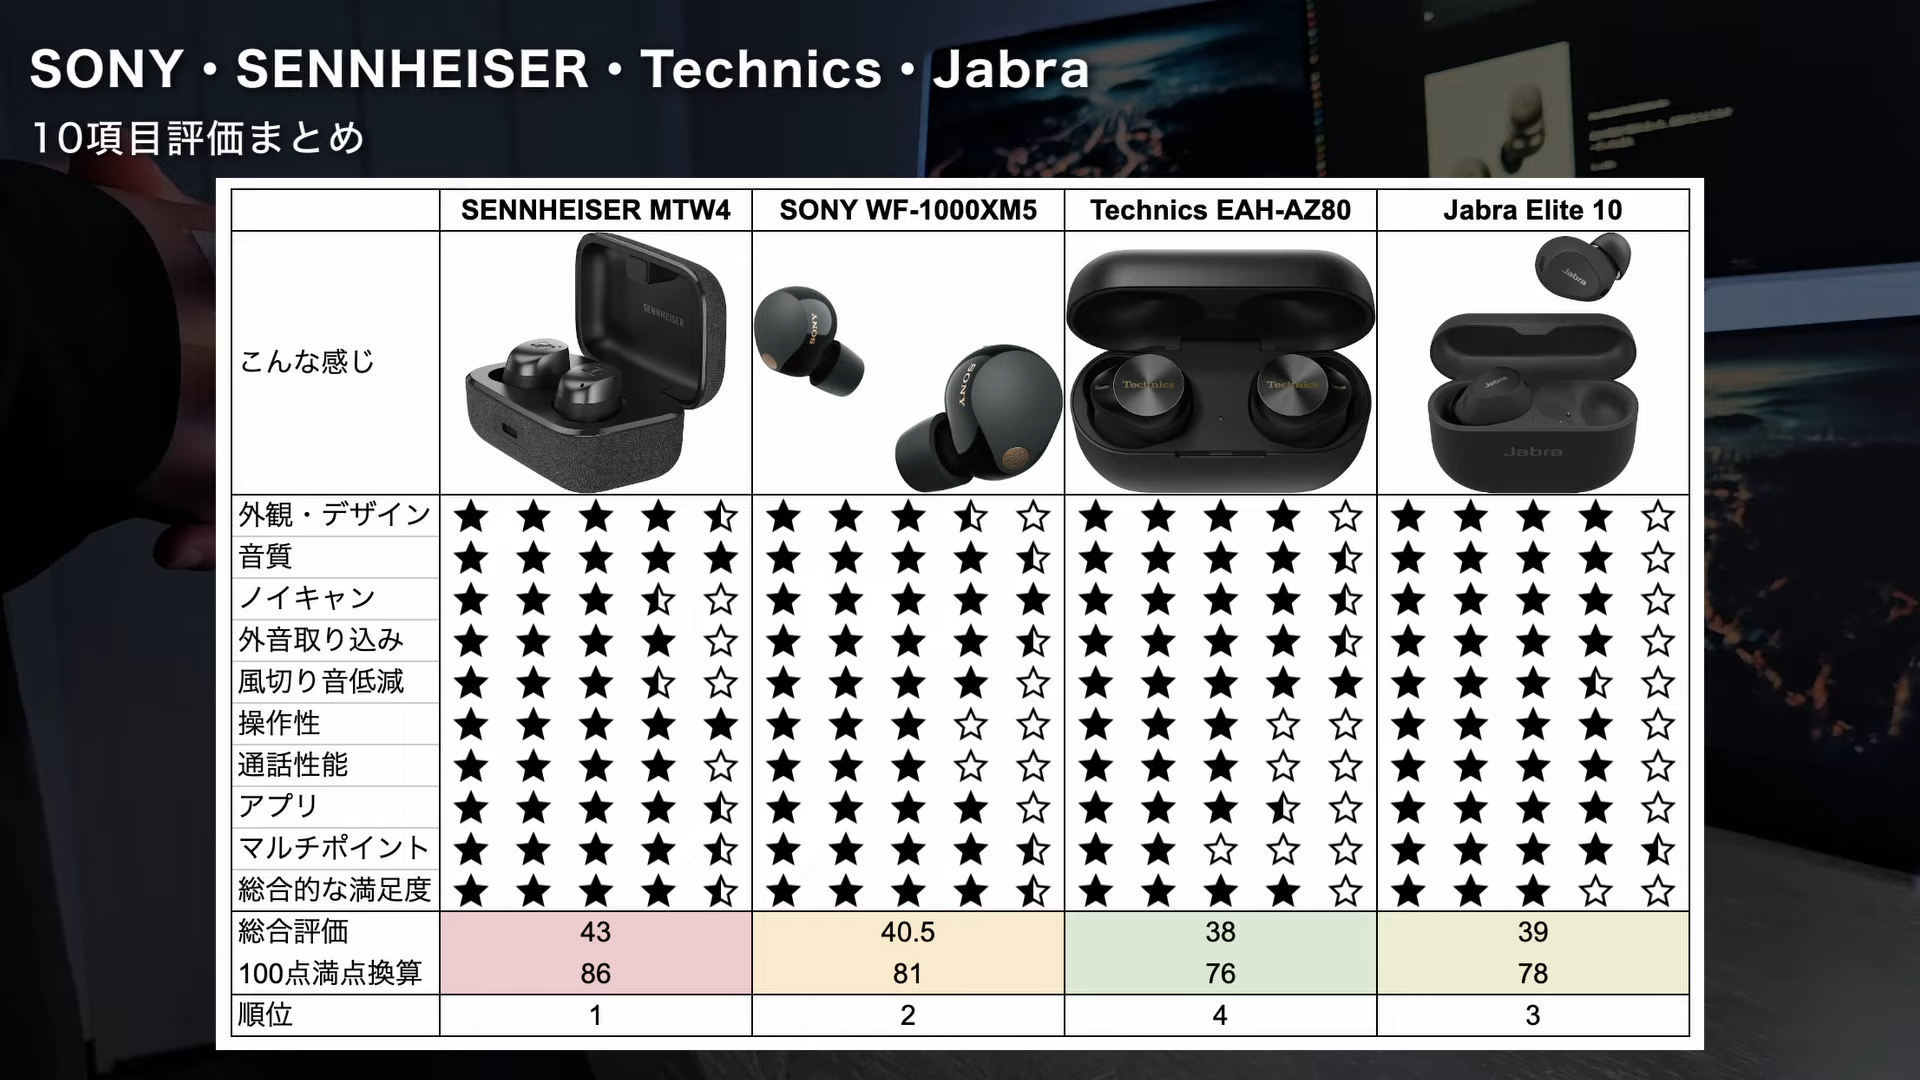 SONY・SENNHEISER・Technics・Jabra
10項目評価まとめ
SENNHEISER MTW4 SONY WF-1000XM5 Technics EAH-AZ80 Jabra Elite 10
こんな感じ
SENNHEISER
SONY
SONY
Technics Technics
Jabra
Jabra
Jabra
外観・デザイン
音質
ノイキャン
外音取り込み
風切り音低減
操作性
通話性能
アプリ
マルチポイント
総合的な満足度
総合評価 43 40.5 38 39
100点満点換算 86 81 76 78
順位 1 2 4 3